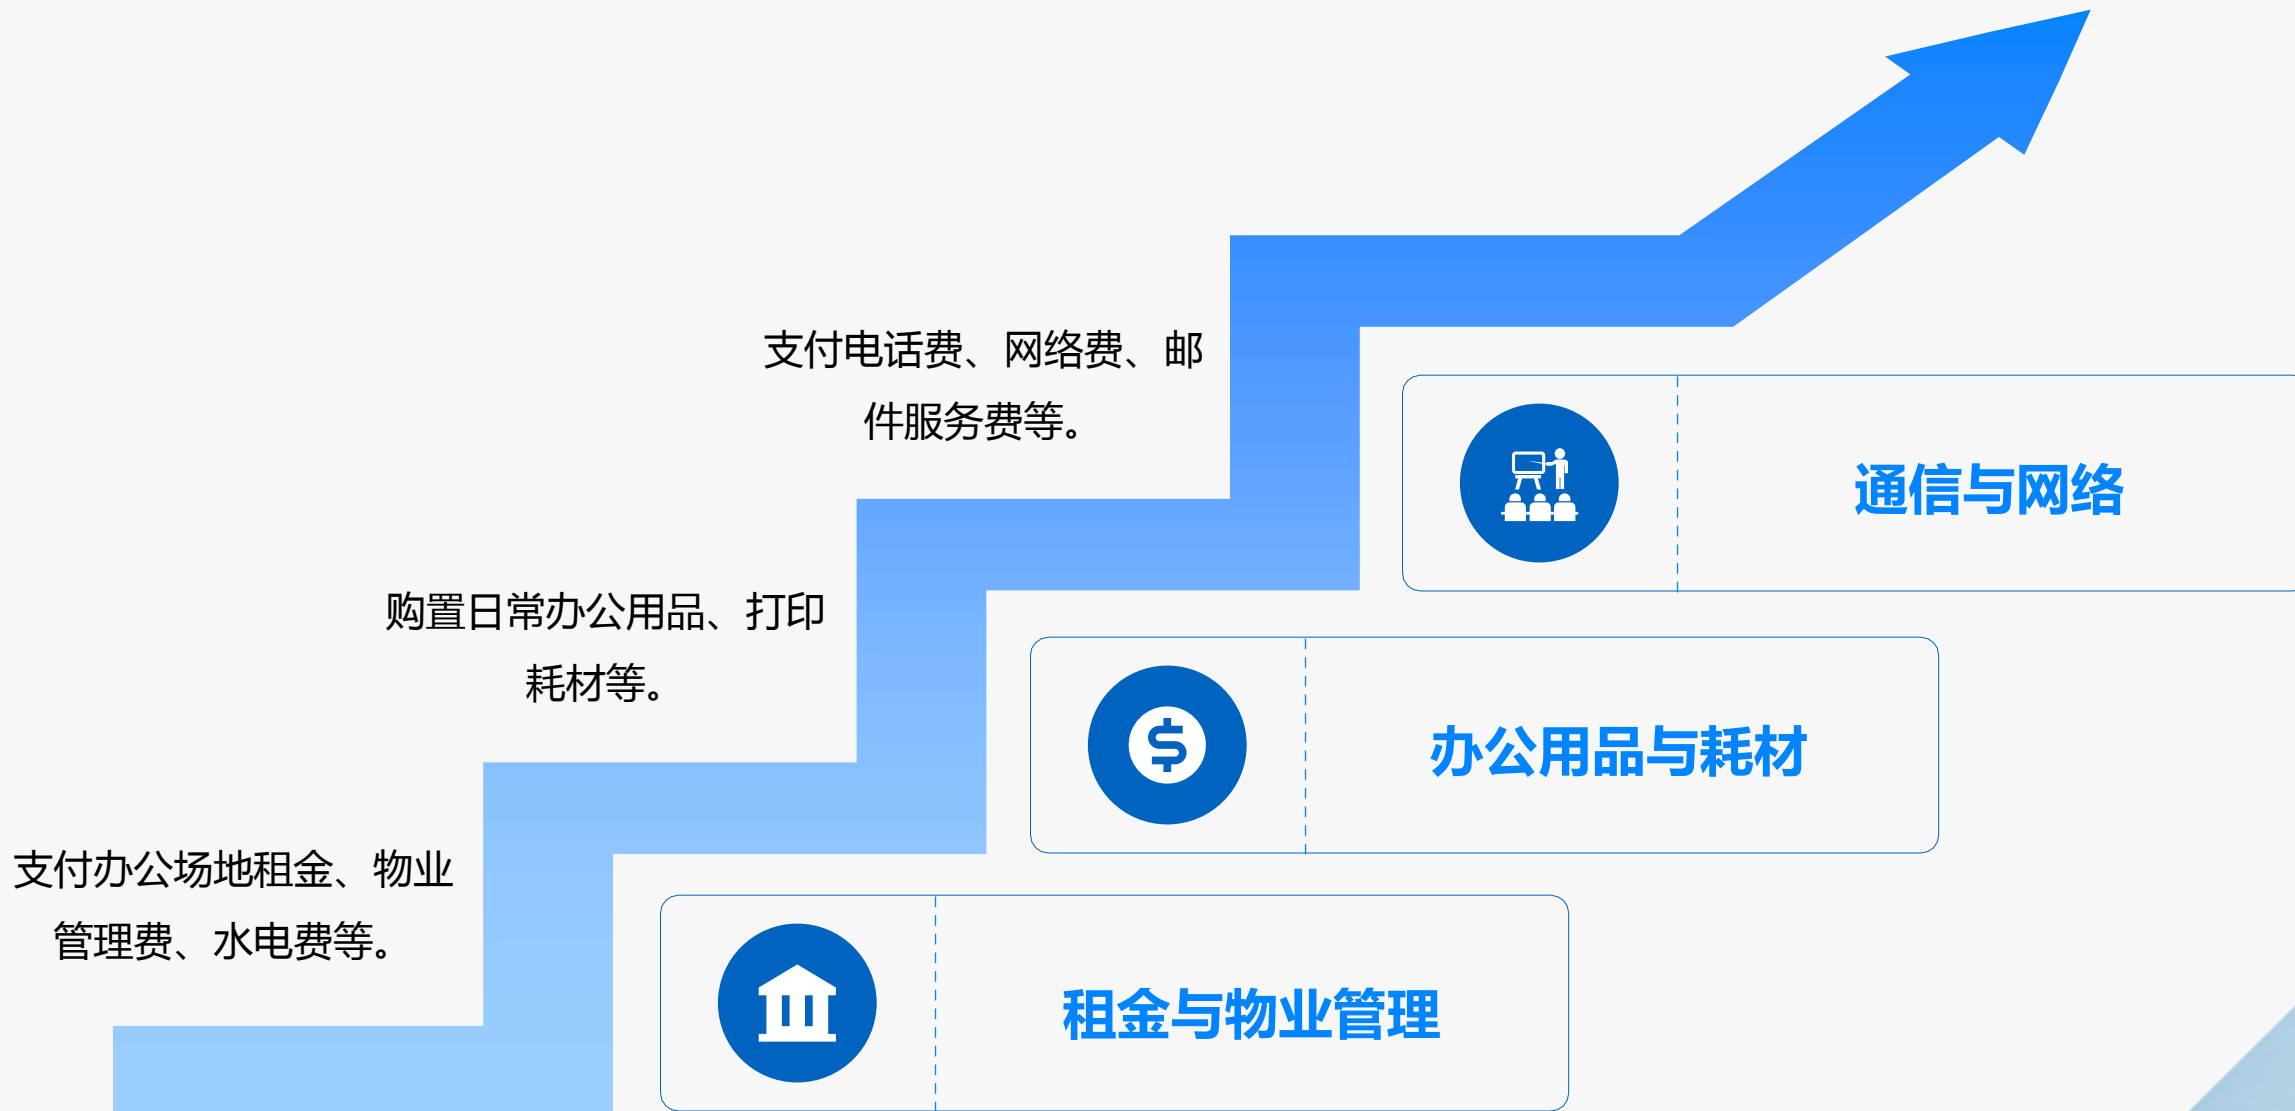 支付电话费、网络费、邮
件服务费等。
通信与网络
购置日常办公用品、打印
耗材等。
办公用品与耗材
支付办公场地租金、物业
管理费、水电费等。
租金与物业管理